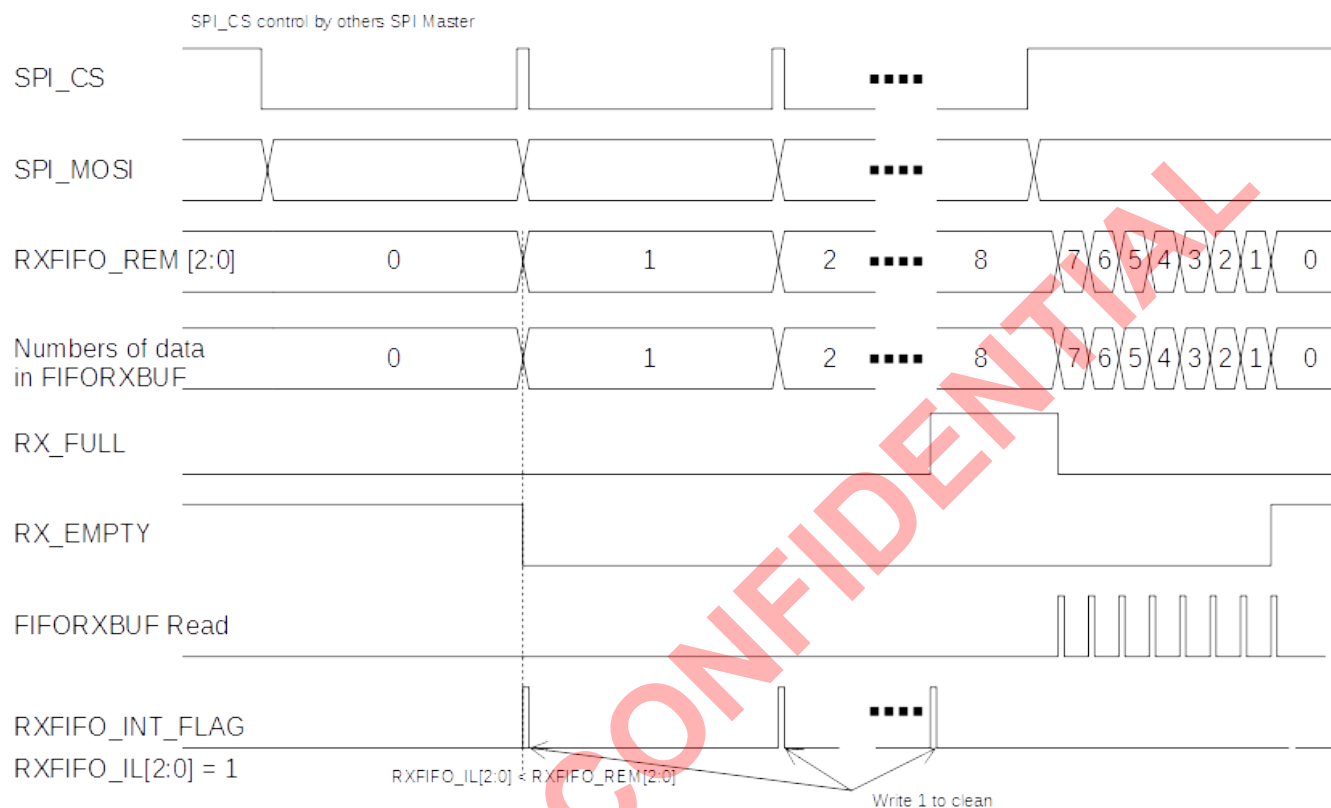 SPI_CS control by others SPI Master
SPI_CS
SPI_MOSI
RXFIFO_REM [2:0] 0 1 2 8 7 6 5 4 3 2 1 0
Numbers of data
in FIFORXBUF 0 1 2 8 7 6 5 4 3 2 1 0
RX_FULL
RX_EMPTY
FIFORXBUF Read
RXFIFO_INT_FLAG
RXFIFO_IL[2:0] = 1
RXFIFO_IL[2:0] < RXFIFO_REM[2:0]
Write 1 to clean
CONFIDENTIAL